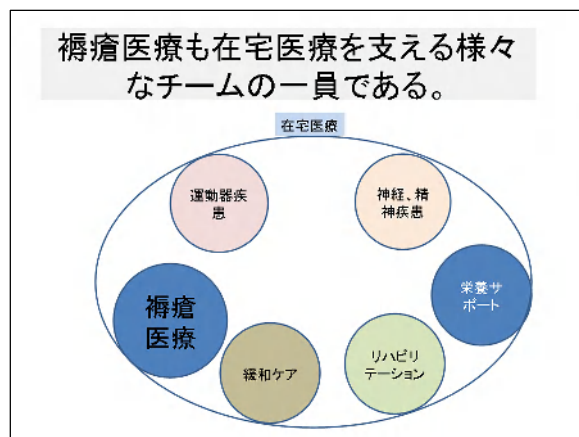 褥瘡医療も在宅医療を支える様々
なチームの一員である。
在宅医療
運動器疾
患
神経、精
神疾患
褥瘡
医療
栄養サ
ポート
緩和ケア
リハビリ
テーション